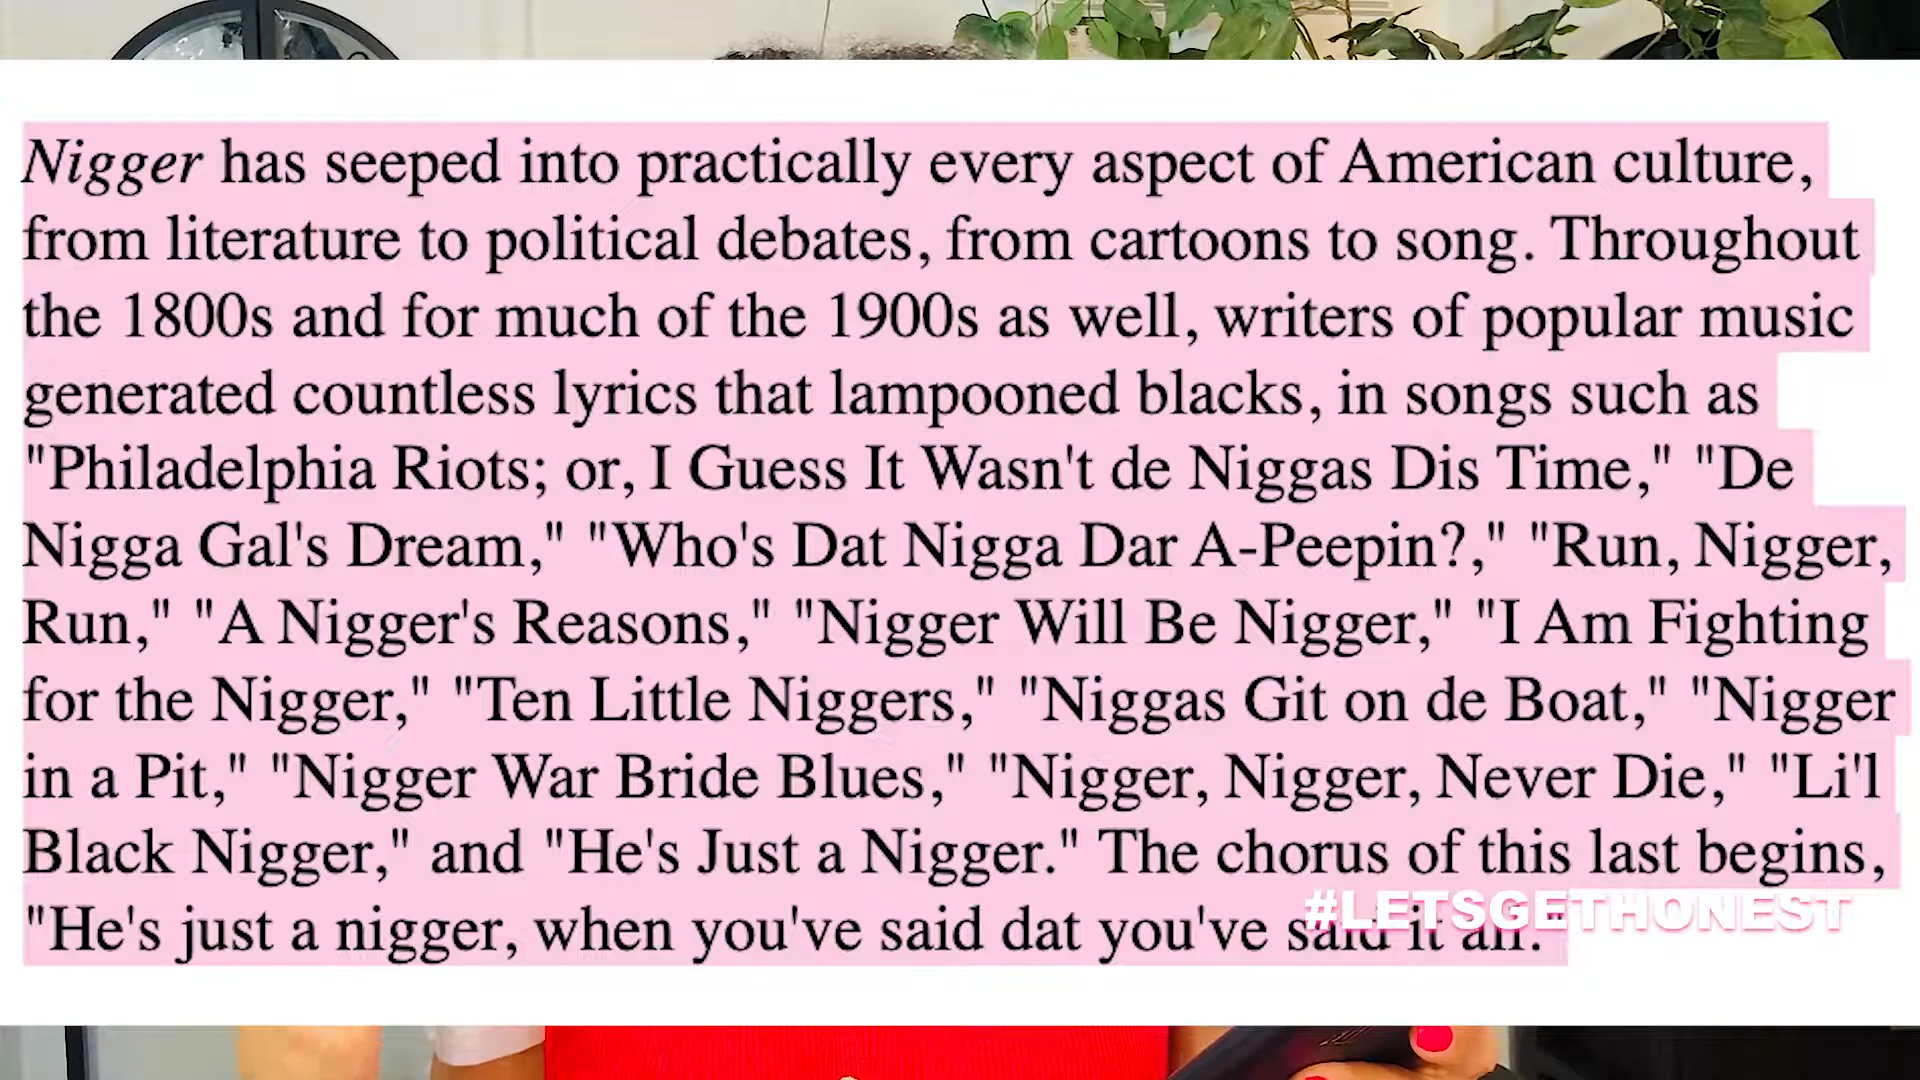 Nigger has seeped into practically every aspect of American culture,
from literature to political debates, from cartoons to song. Throughout
the 1800s and for much of the 1900s as well, writers of popular music
generated countless lyrics that lampooned blacks, in songs such as
"Philadelphia Riots; or, I Guess It Wasn't de Niggas Dis Time," "De
Nigga Gal's Dream," "Who's Dat Nigga Dar A-Peepin?," "Run, Nigger,
Run," "A Nigger's Reasons," "Nigger Will Be Nigger," "I Am Fighting
for the Nigger," "Ten Little Niggers," "Niggas Git on de Boat," "Nigger
in a Pit," "Nigger War Bride Blues," "Nigger, Nigger, Never Die," "Li'l
Black Nigger," and "He's Just a Nigger." The chorus of this last begins,
"He's just a nigger, when you've said dat you've said it all."
#LETSGETHONEST